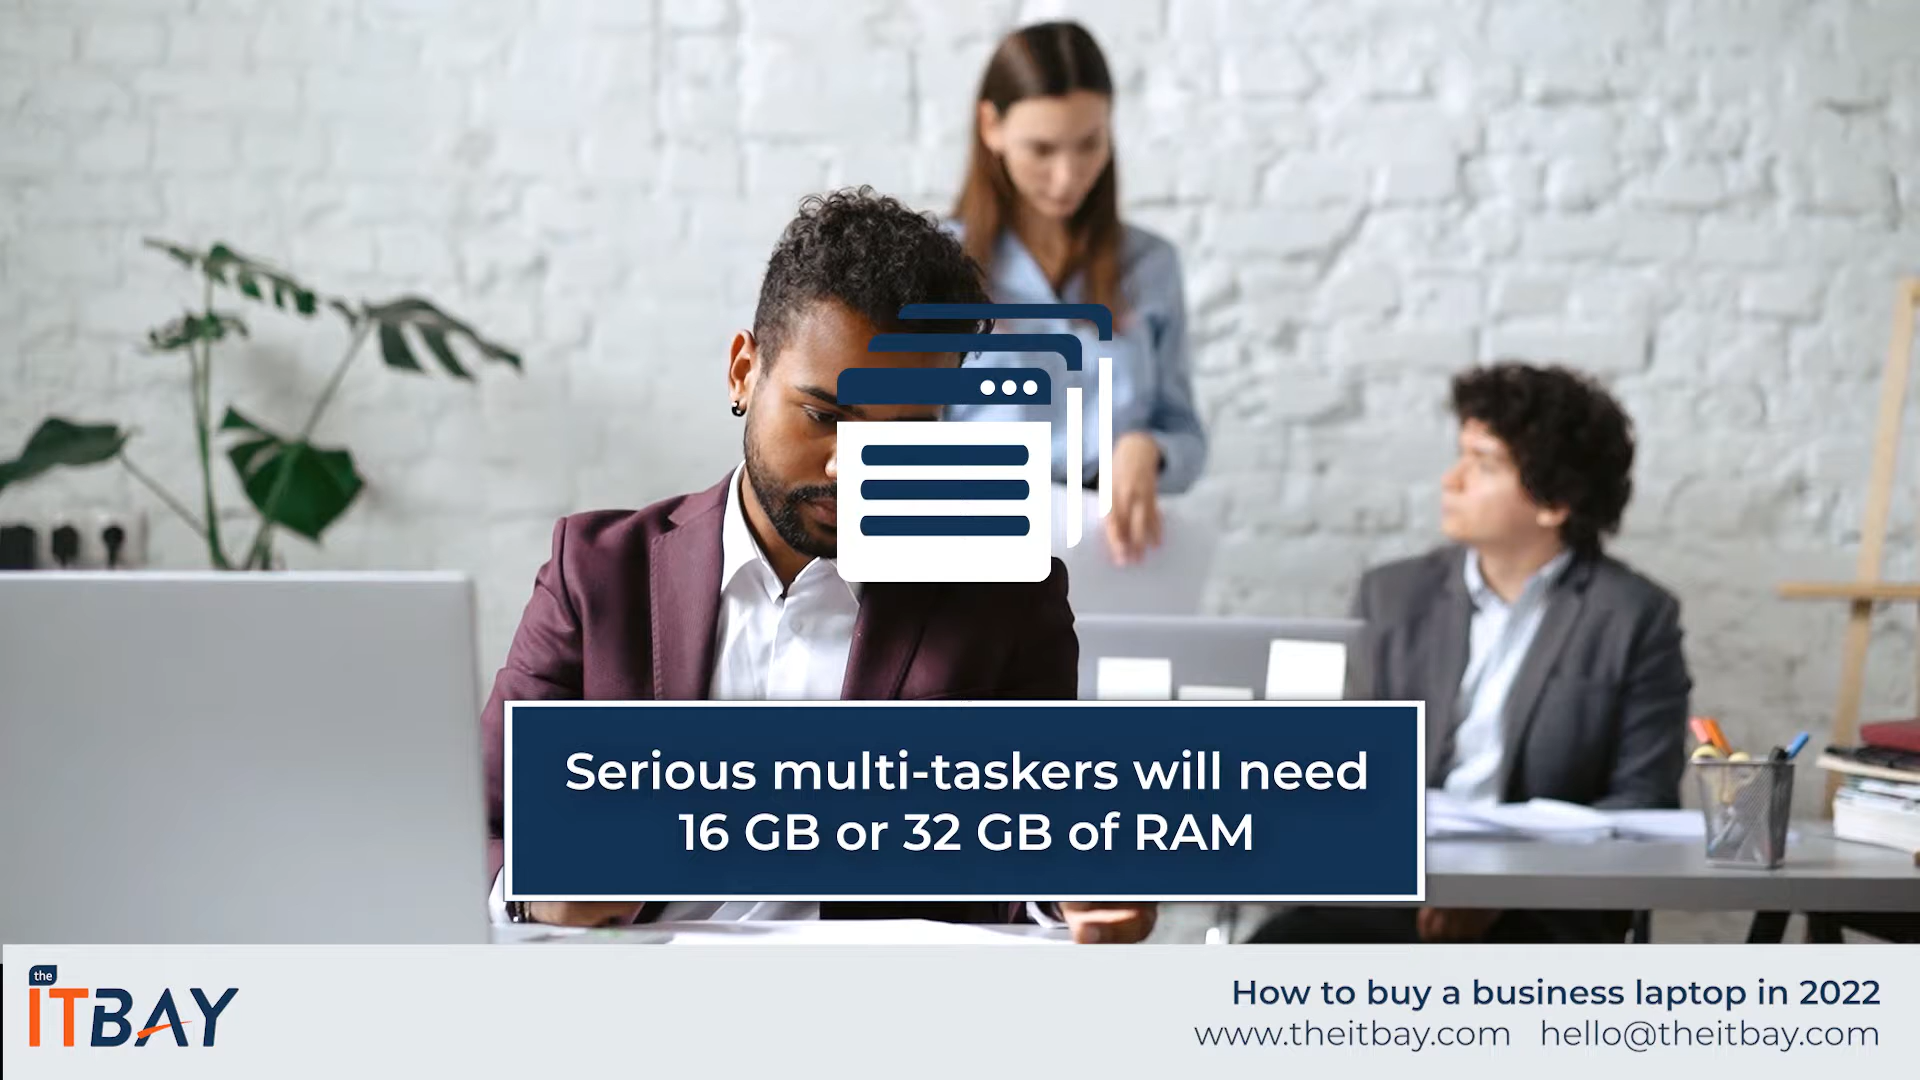 Serious multi-taskers will need
16 GB or 32 GB of RAM
the
ITBAY
How to buy a business laptop in 2022
www.theitbay.com hello@theitbay.com